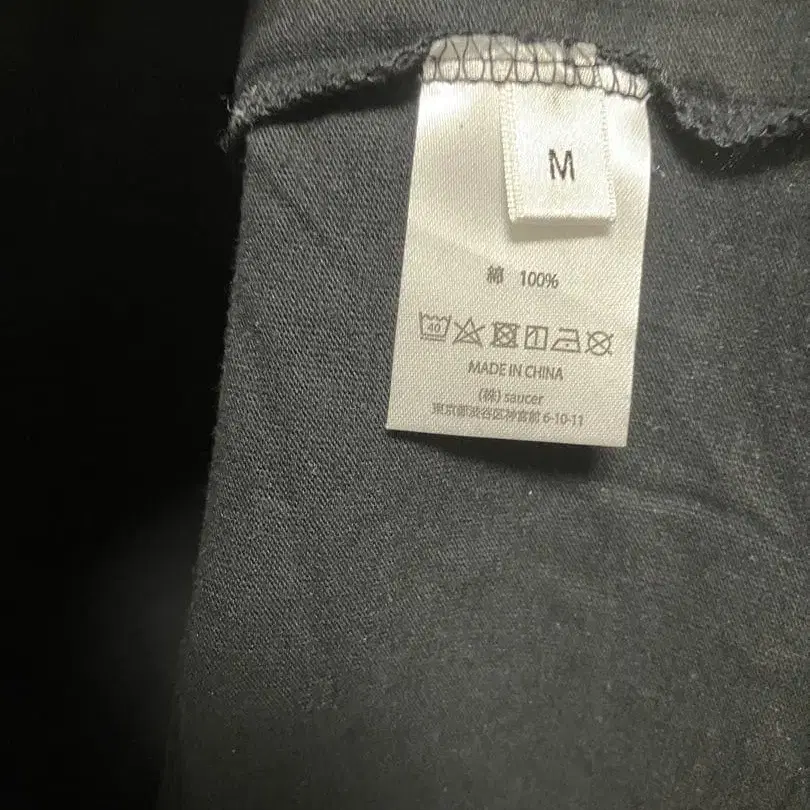 M
綿 100%
40
MADE IN CHINA
(株) saucer
東京都渋谷区神宮前 6-10-11